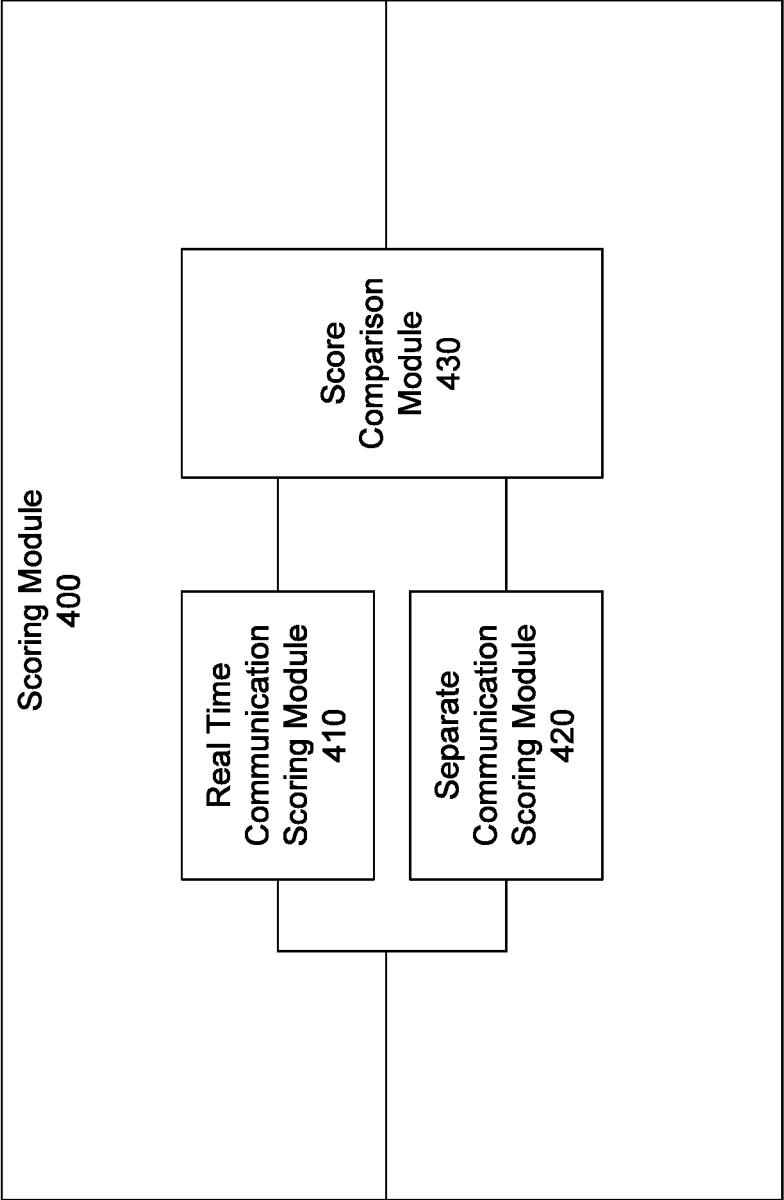 Scoring Module
400
Real Time
Communication
Scoring Module
410
Separate
Communication
Scoring Module
420
Score
Comparison
Module
430